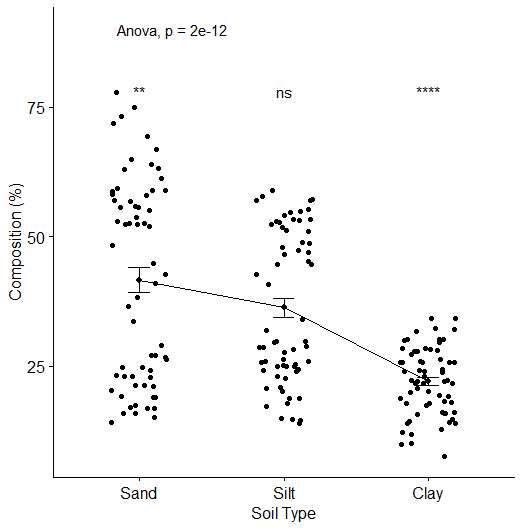 Anova, p = 2e-12
** ns ****
75
50
25
Composition (%)
Sand Silt Clay
Soil Type